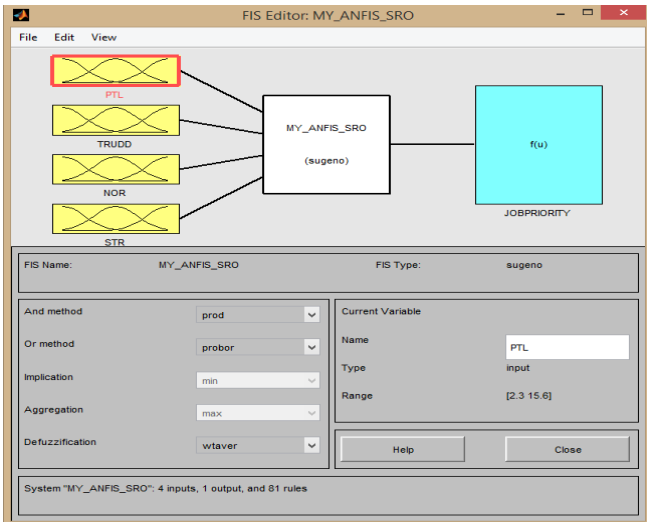 FIS Editor: MY_ANFIS_SRO
File Edit View
PTL
TRUDD
NOR
STR
MY_ANFIS_SRO
(sugeno)
f(u)
JOBPRIORITY
FIS Name: MY_ANFIS_SRO FIS Type: sugeno
And method prod
Or method probor
Implication min
Aggregation max
Defuzzification wtaver
Current Variable
Name PTL
Type input
Range [2.3 15.6]
Help Close
System "MY_ANFIS_SRO": 4 inputs, 1 output, and 81 rules